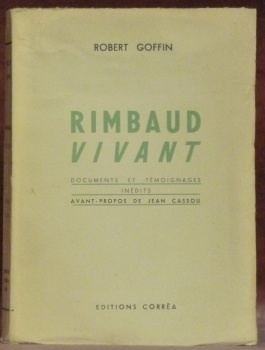 ROBERT GOFFIN
RIMBAUD
VIVANT
DOCUMENTS ET TÉMOIGNAGES
INÉDITS
AVANT-PROPOS DE JEAN CASSOU
EDITIONS CORRÊA